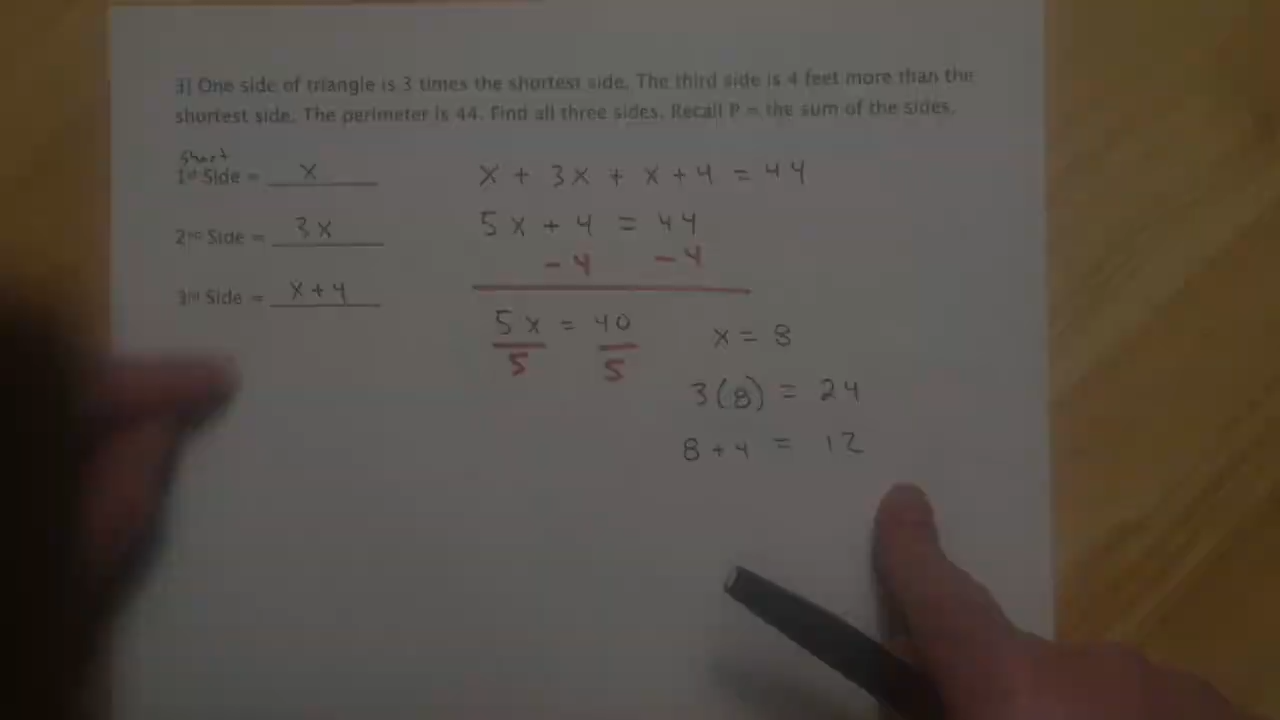 3) One side of triangle is 3 times the shortest side. The third side is 4 feet more than the
shortest side. The perimeter is 44. Find all three sides. Recall P = the sum of the sides.
Short
1st Side = x
2nd Side = 3x
3rd Side = x+4
x + 3x + x+4 = 44
5x + 4 = 44
-4 -4
5x = 40
5 5
x = 8
3(8) = 24
8+4 = 12